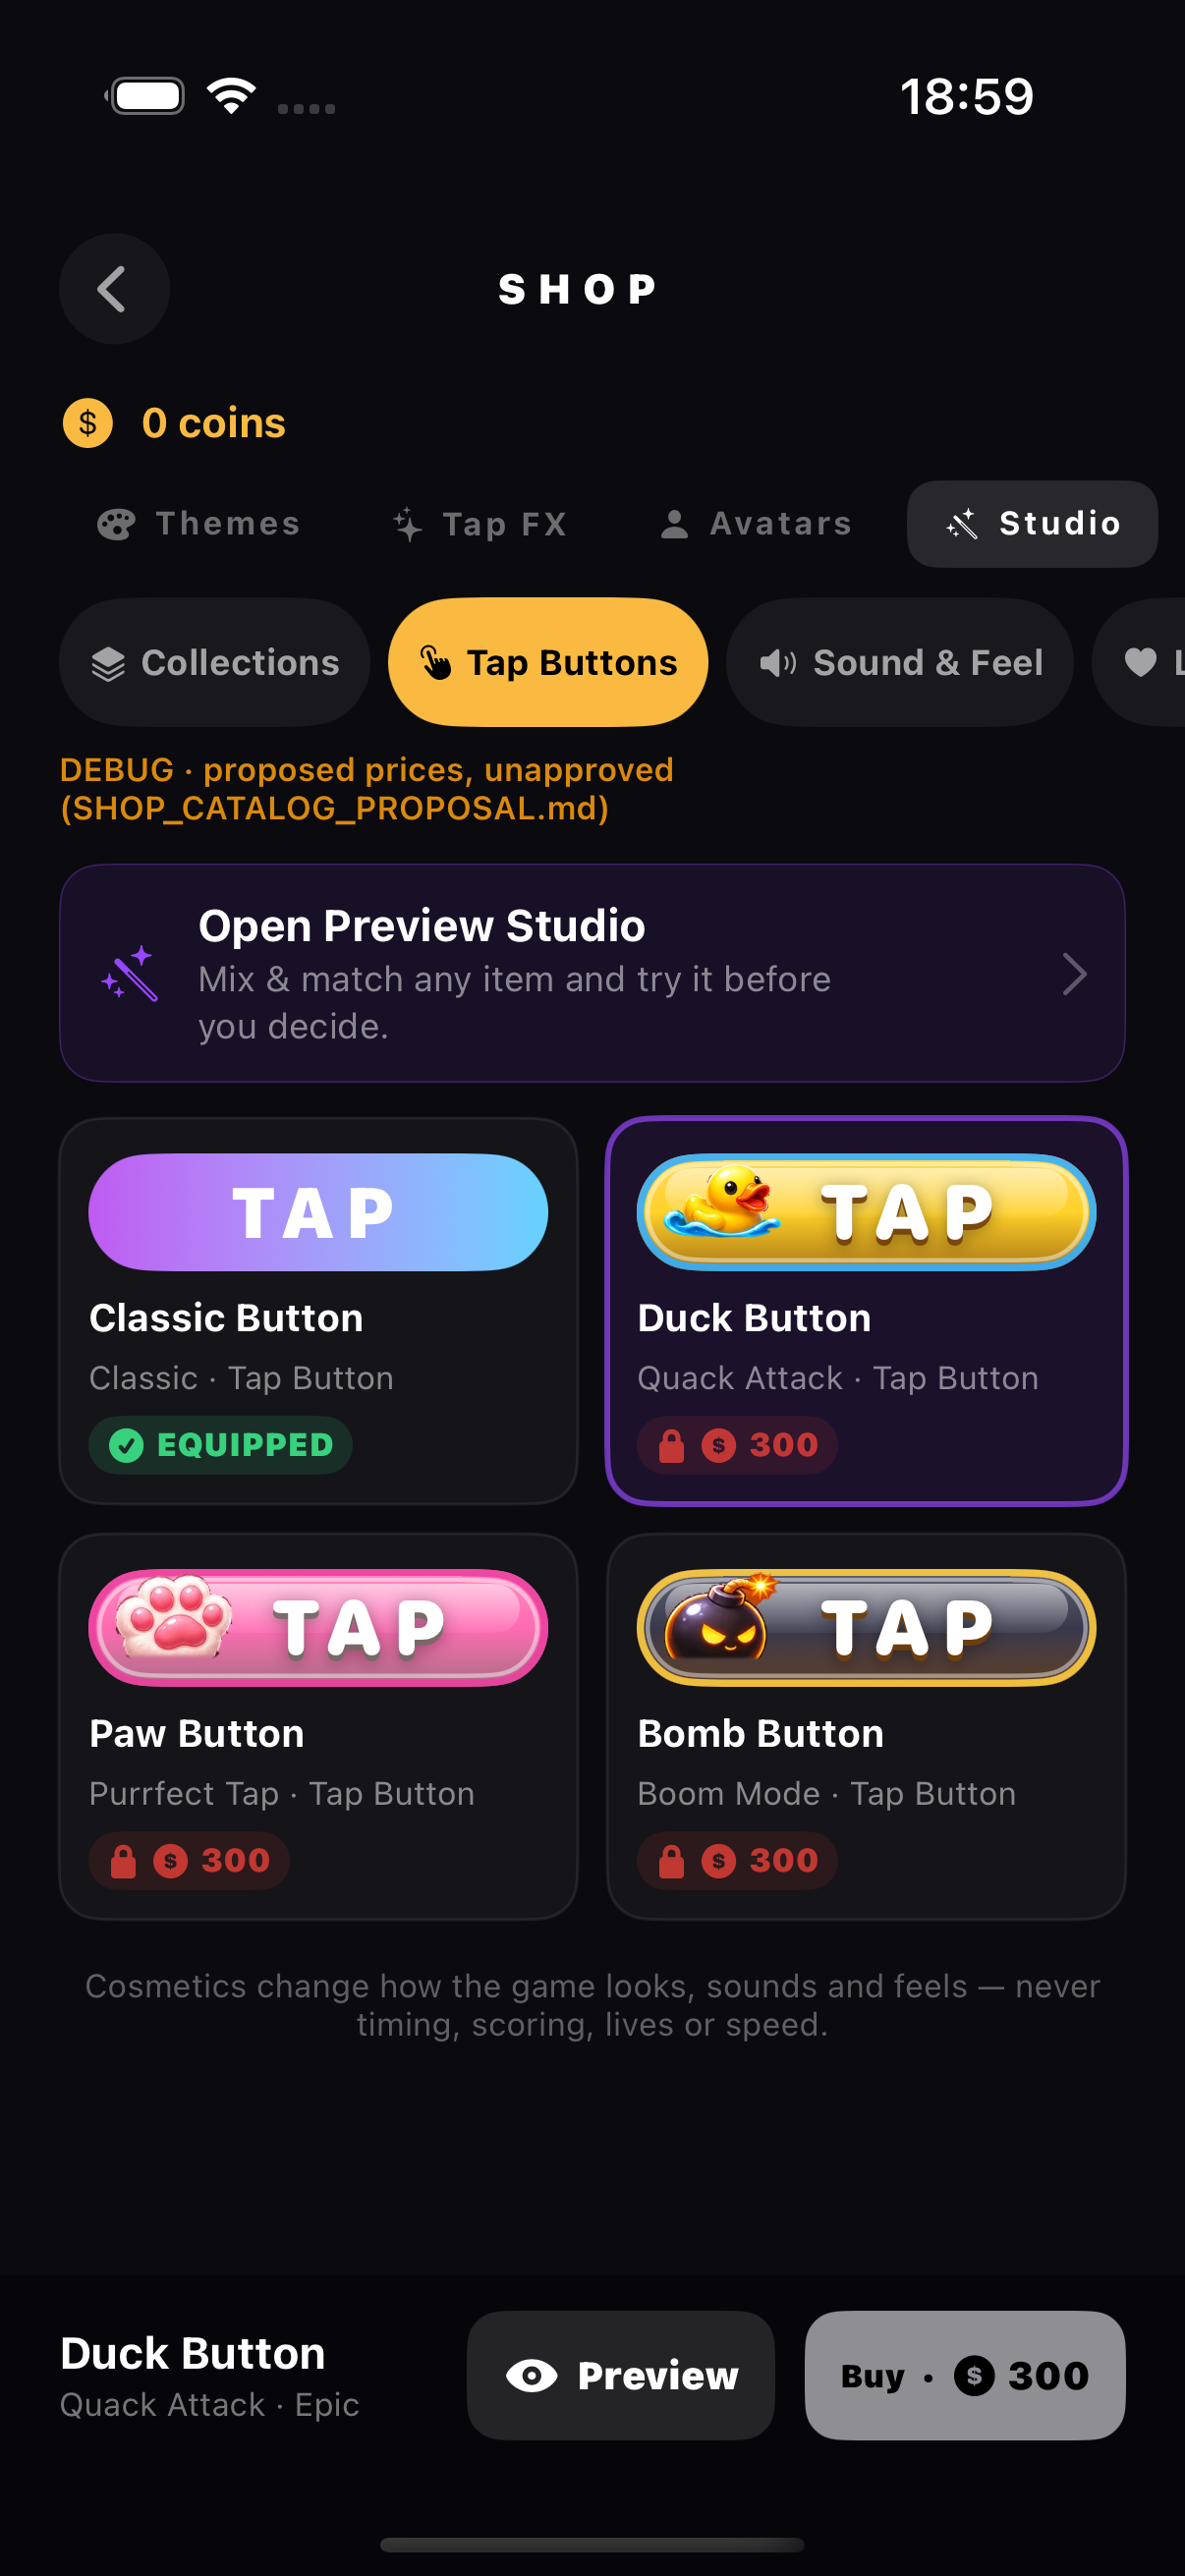 18:59
SHOP
$ 0 coins
Themes Tap FX Avatars Studio
Collections Tap Buttons Sound & Feel L
DEBUG · proposed prices, unapproved
(SHOP_CATALOG_PROPOSAL.md)
Open Preview Studio
Mix & match any item and try it before
you decide.
TAP
Classic Button
Classic · Tap Button
EQUIPPED
TAP
Duck Button
Quack Attack · Tap Button
$ 300
TAP
Paw Button
Purrfect Tap · Tap Button
$ 300
TAP
Bomb Button
Boom Mode · Tap Button
$ 300
Cosmetics change how the game looks, sounds and feels — never
timing, scoring, lives or speed.
Duck Button
Quack Attack · Epic
Preview
Buy · $ 300